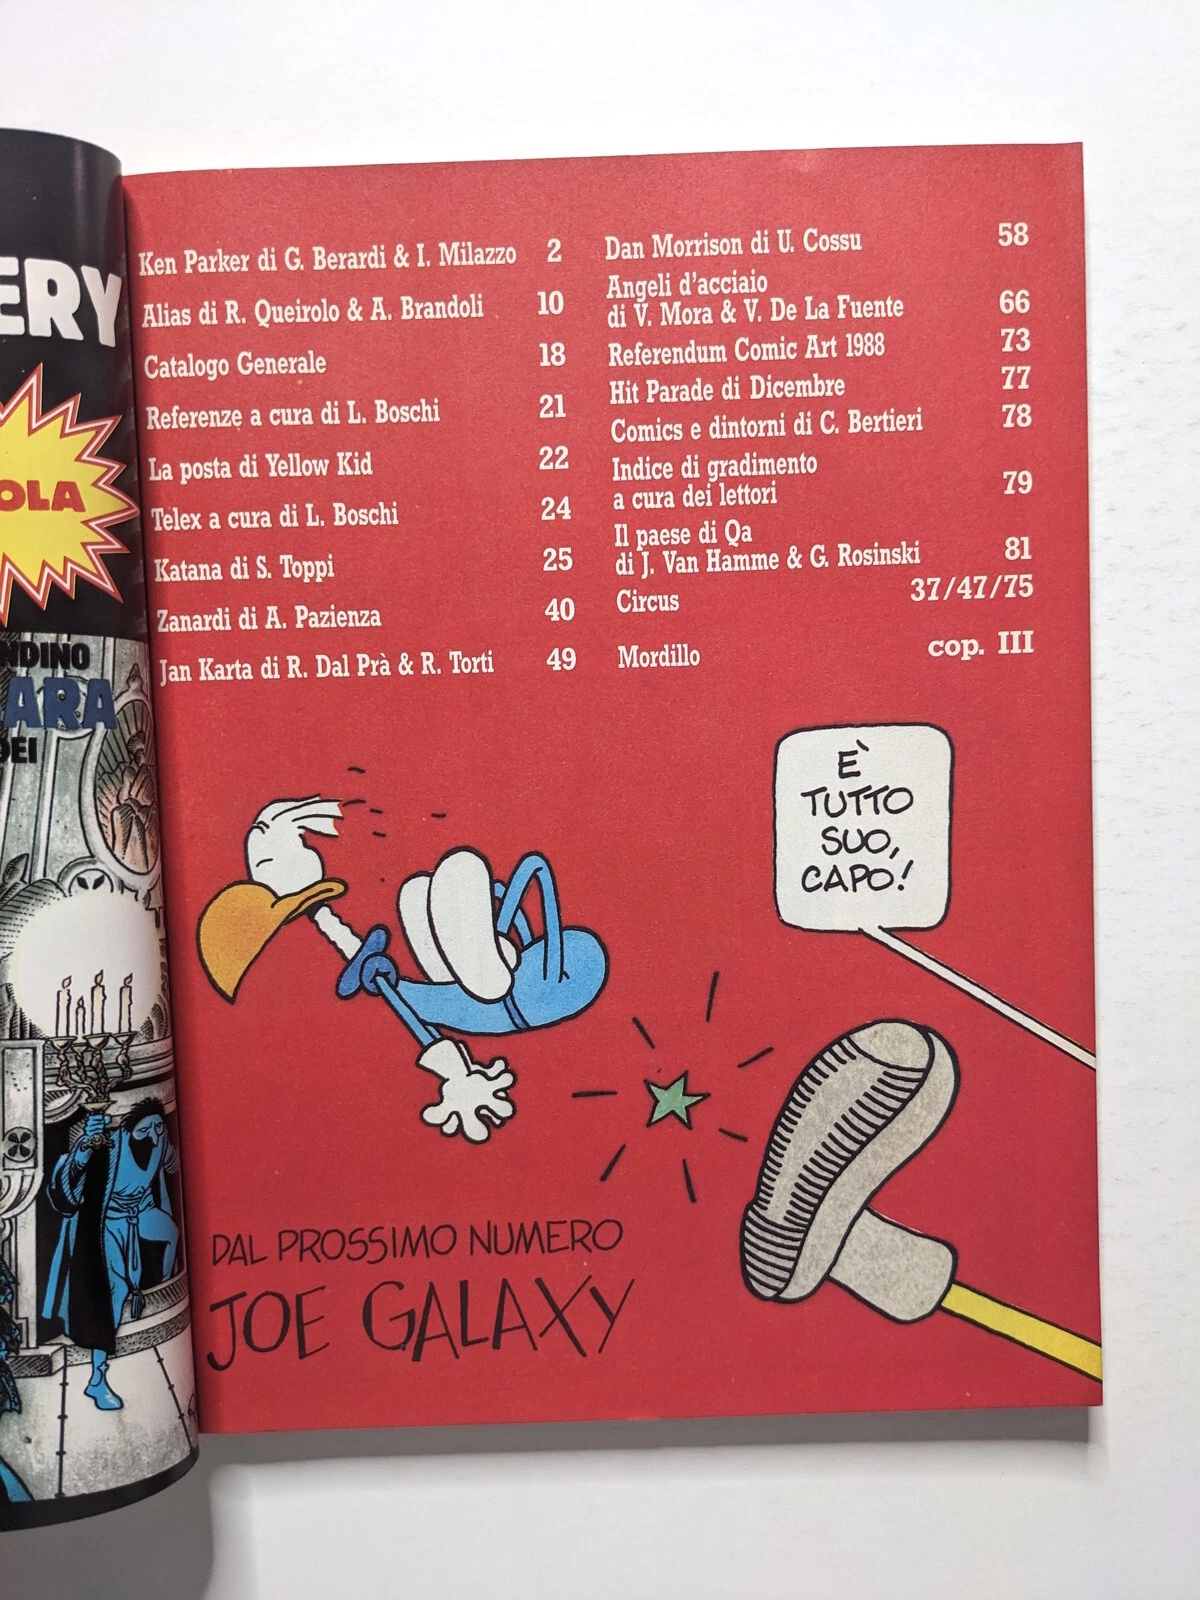 ERY
OLA
NDINO
ARA
DEI
Ken Parker di G. Berardi & I. Milazzo 2
Alias di R. Queirolo & A. Brandoli 10
Catalogo Generale 18
Referenze a cura di L. Boschi 21
La posta di Yellow Kid 22
Telex a cura di L. Boschi 24
Katana di S. Toppi 25
Zanardi di A. Pazienza 40
Jan Karta di R. Dal Prà & R. Torti 49
Dan Morrison di U. Cossu 58
Angeli d'acciaio
di V. Mora & V. De La Fuente 66
Referendum Comic Art 1988 73
Hit Parade di Dicembre 77
Comics e dintorni di C. Bertieri 78
Indice di gradimento
a cura dei lettori 79
Il paese di Qa
di J. Van Hamme & G. Rosinski 81
Circus 37/47/75
Mordillo cop. III
È
TUTTO
SUO,
CAPO!
DAL PROSSIMO NUMERO
JOE GALAXY